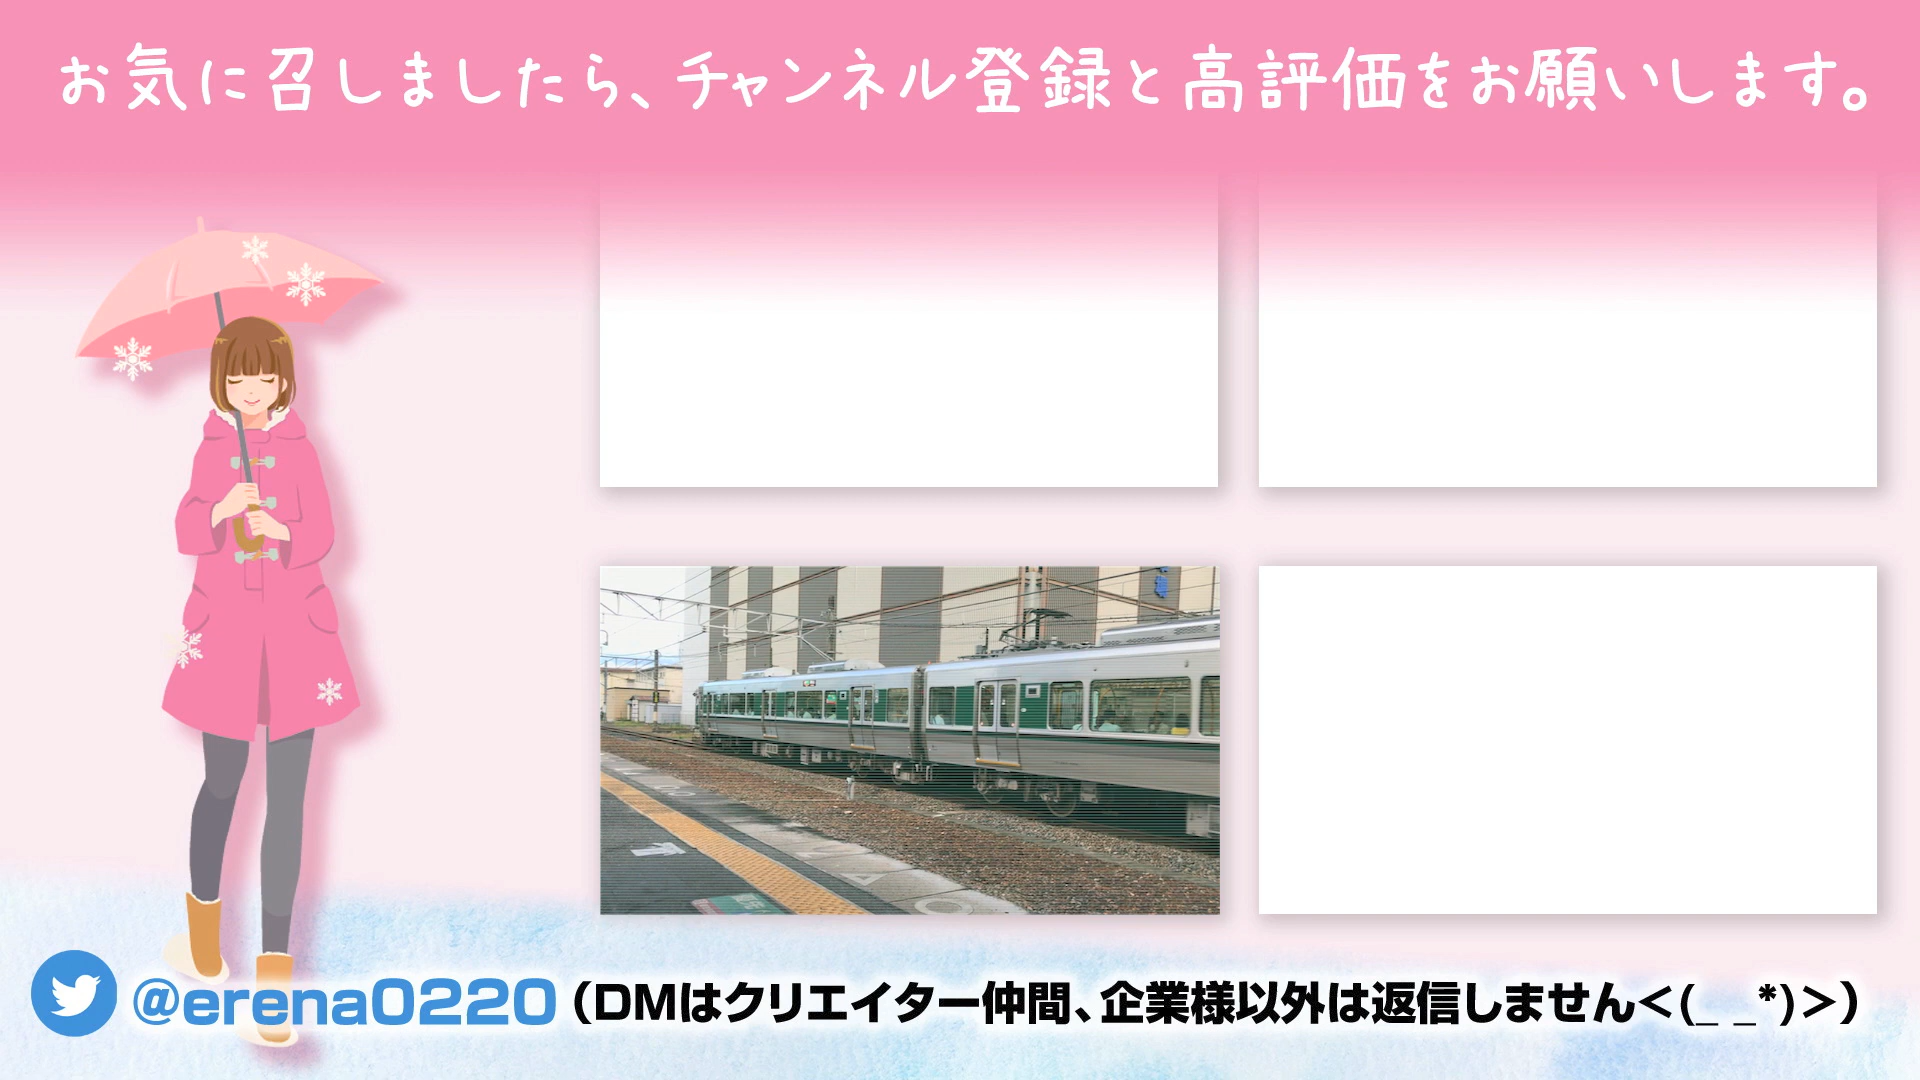 お気に召しましたら、チャンネル登録と高評価をお願いします。
@erena0220（DMはクリエイター仲間、企業様以外は返信しません＜(_ _*)＞）